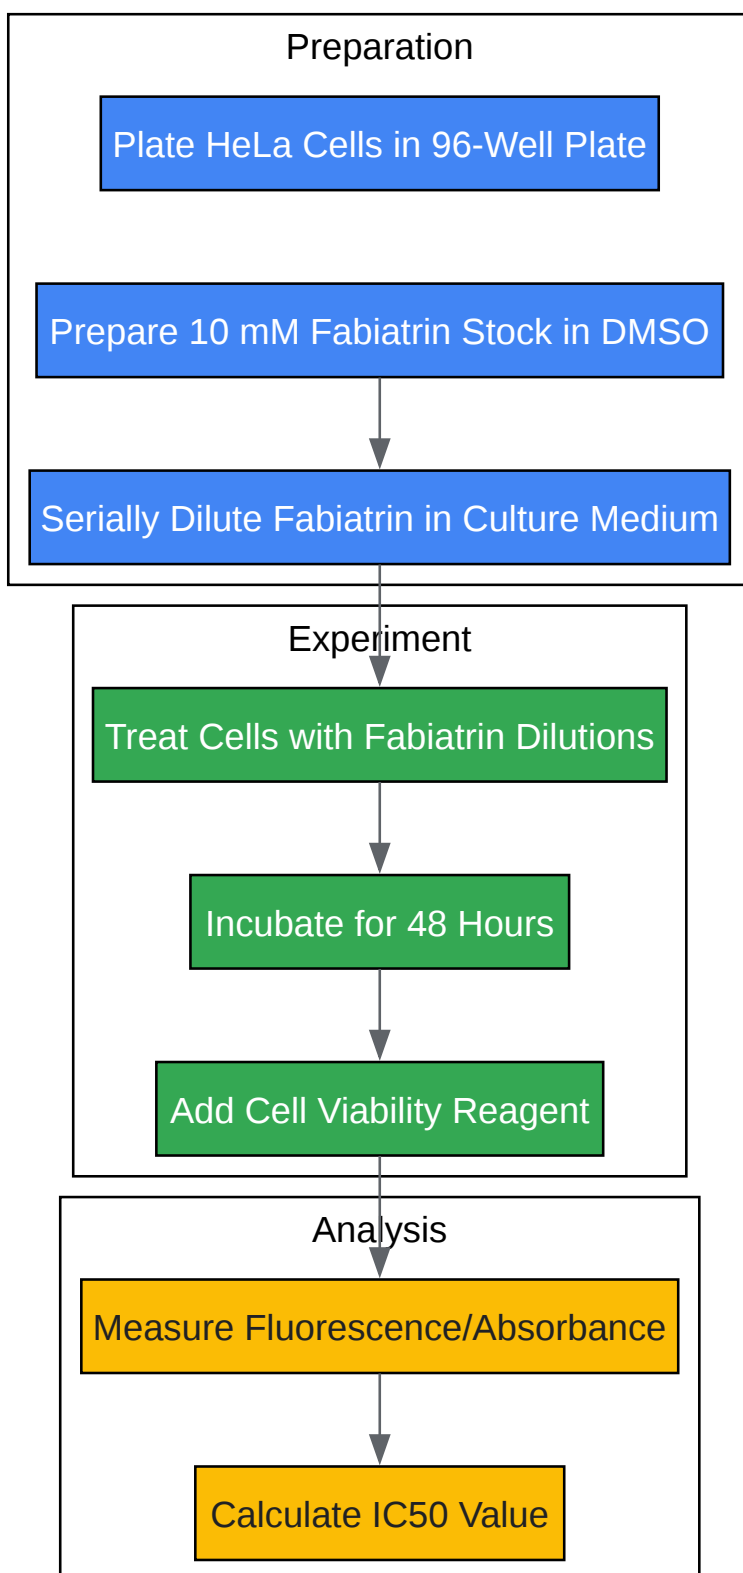 Preparation
Plate HeLa Cells in 96-Well Plate
Prepare 10 mM Fabiatrin Stock in DMSO
Serially Dilute Fabiatrin in Culture Medium
Experiment
Treat Cells with Fabiatrin Dilutions
Incubate for 48 Hours
Add Cell Viability Reagent
Analysis
Measure Fluorescence/Absorbance
Calculate IC50 Value